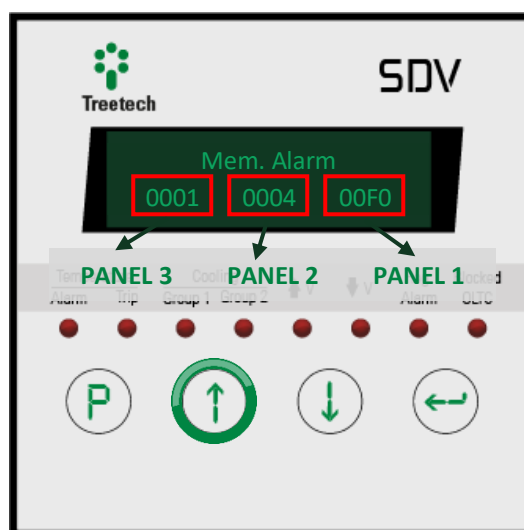 Treetech
SDV
Mem. Alarm
0001 0004 00F0
PANEL 3 PANEL 2 PANEL 1
Group 1 Group 2 V V
Alarm Trip Alarm OLTC
P